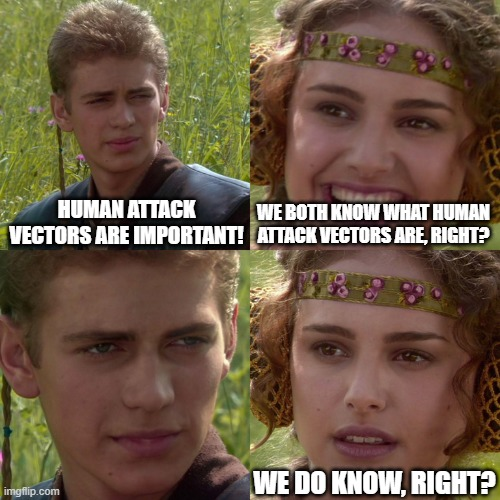 HUMAN ATTACK
VECTORS ARE IMPORTANT!
WE BOTH KNOW WHAT HUMAN
ATTACK VECTORS ARE, RIGHT?
WE DO KNOW, RIGHT?
imgflip.com